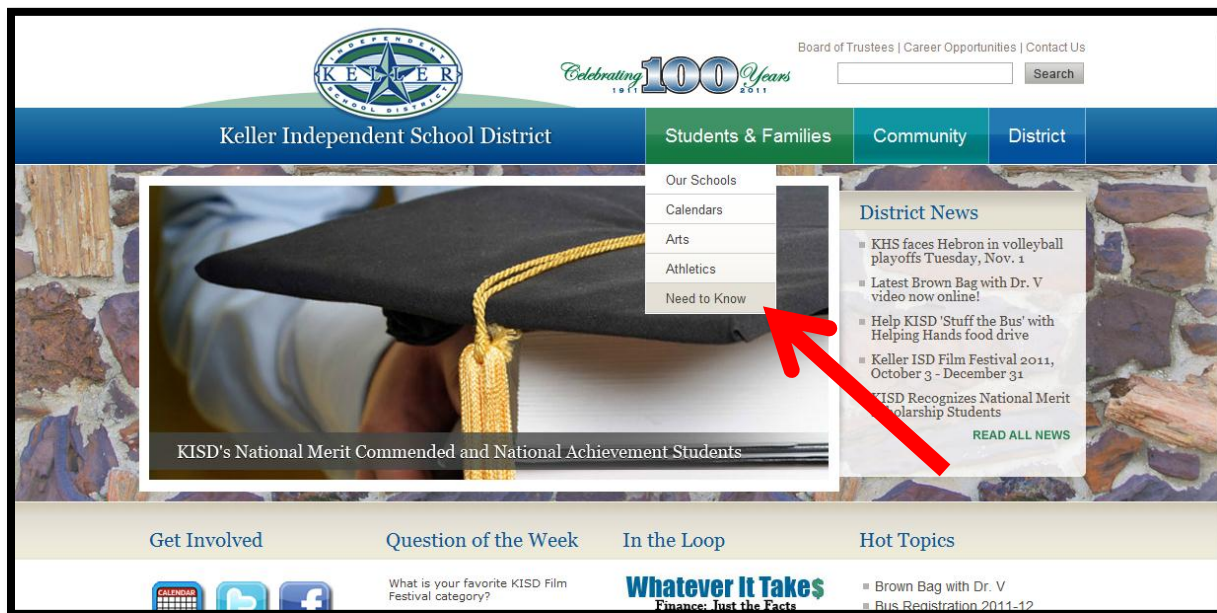 INDEPENDENT
KELLER
SCHOOL DISTRICT
Celebrating 100 Years
1911 2011
Board of Trustees | Career Opportunities | Contact Us
Search
Keller Independent School District
Students & Families
Community
District
Our Schools
Calendars
Arts
Athletics
Need to Know
KISD's National Merit Commended and National Achievement Students
District News
KHS faces Hebron in volleyball
playoffs Tuesday, Nov. 1
Latest Brown Bag with Dr. V
video now online!
Help KISD 'Stuff the Bus' with
Helping Hands food drive
Keller ISD Film Festival 2011,
October 3 - December 31
KISD Recognizes National Merit
Scholarship Students
READ ALL NEWS
Get Involved
CALENDAR
Question of the Week
What is your favorite KISD Film
Festival category?
In the Loop
Whatever It Take$
Finance: Just the Facts
Hot Topics
Brown Bag with Dr. V
Bus Registration 2011-12